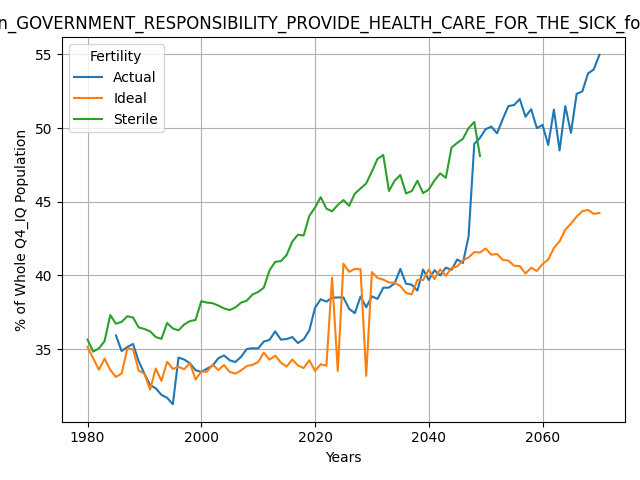 n_GOVERNMENT_RESPONSIBILITY_PROVIDE_HEALTH_CARE_FOR_THE_SICK_fo
Fertility
Actual
Ideal
Sterile
% of Whole Q4_IQ Population
55
50
45
40
35
1980 2000 2020 2040 2060
Years